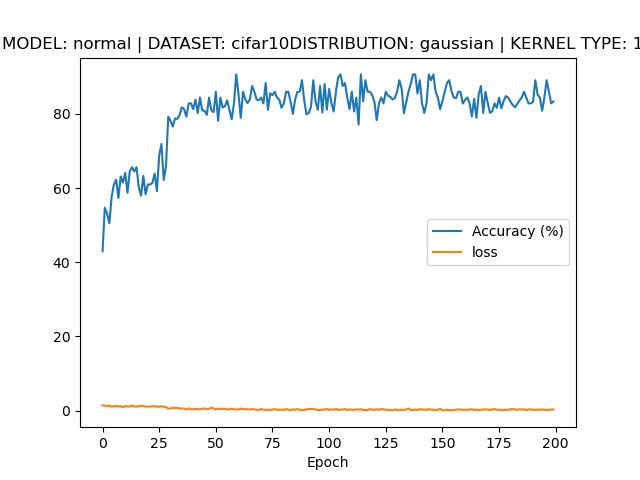 MODEL: normal | DATASET: cifar10DISTRIBUTION: gaussian | KERNEL TYPE: 1
80
60
40
20
0
Accuracy (%)
loss
0 25 50 75 100 125 150 175 200
Epoch